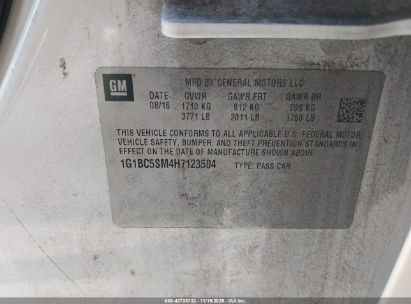 GM
MFD BY GENERAL MOTORS LLC
DATE GVWR GAWR FRT GAWR RR
08/16 1710 KG 912 KG 798 KG
3771 LB 2011 LB 1760 LB
THIS VEHICLE CONFORMS TO ALL APPLICABLE U.S. FEDERAL MOTOR
VEHICLE SAFETY, BUMPER, AND THEFT PREVENTION STANDARDS
IN EFFECT ON THE DATE OF MANUFACTURE SHOWN ABOVE.
1G1BC5SM4H7123504 TYPE: PASS CAR